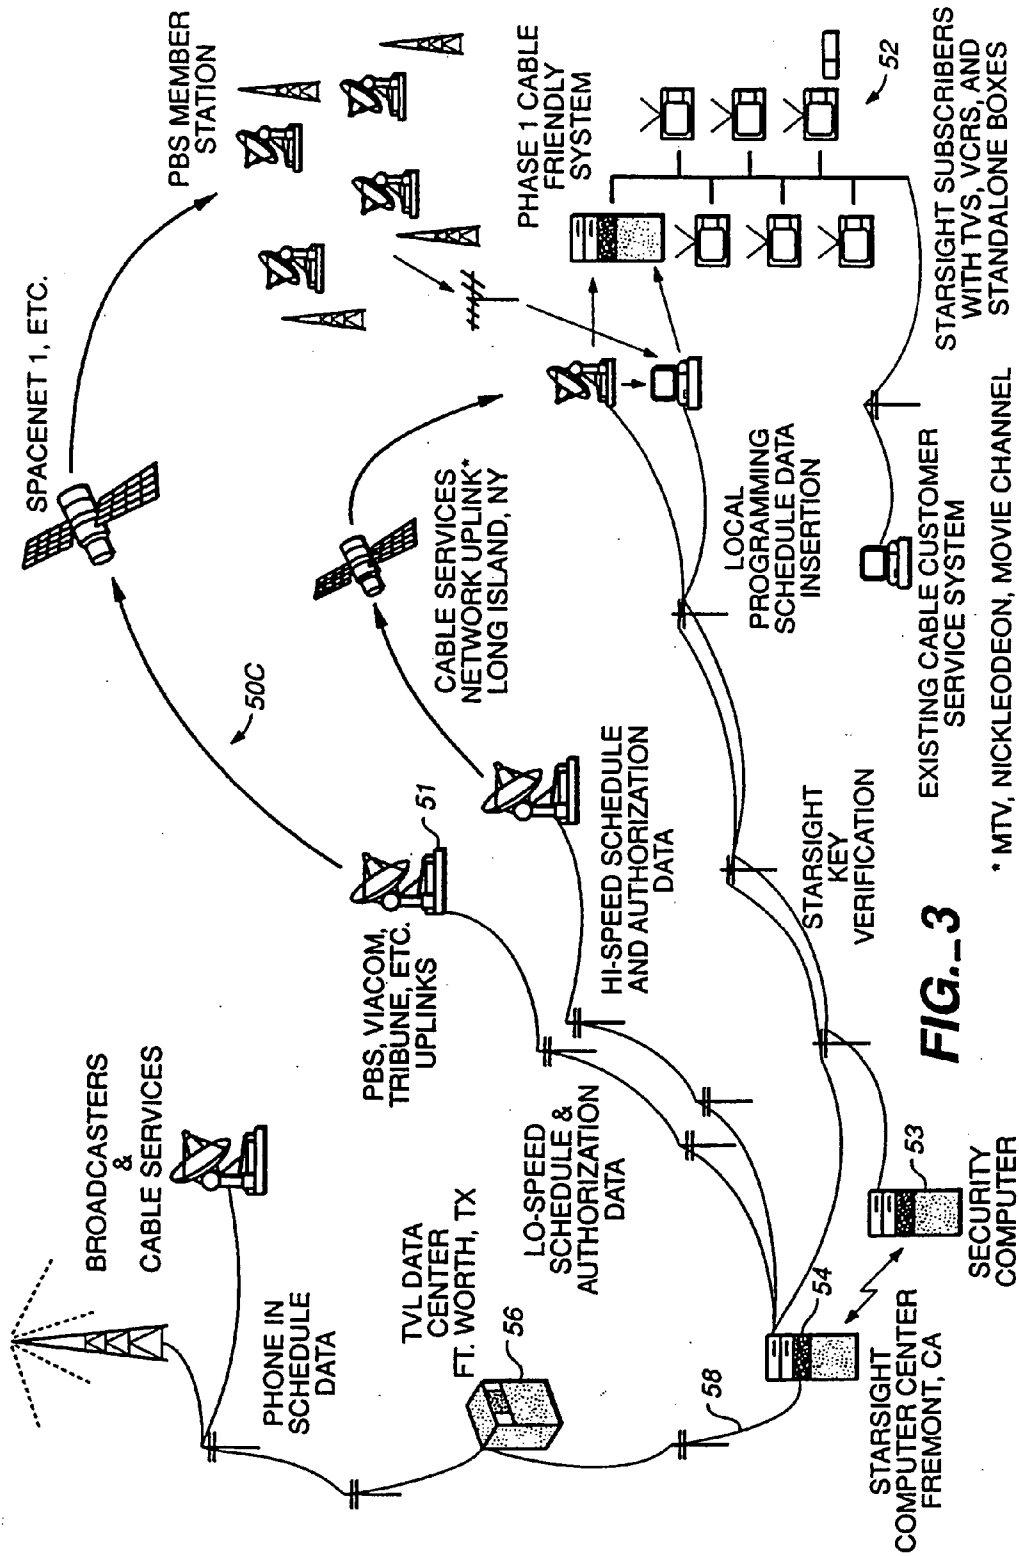 BROADCASTERS
&
CABLE SERVICES
PHONE IN
SCHEDULE
DATA
TVL DATA
CENTER
FT. WORTH, TX
56
58
STARSIGHT
COMPUTER CENTER
FREMONT, CA
54
SECURITY
COMPUTER
53
LO-SPEED
SCHEDULE &
AUTHORIZATION
DATA
PBS, VIACOM,
TRIBUNE, ETC.
UPLINKS
51
HI-SPEED SCHEDULE
AND AUTHORIZATION
DATA
STARSIGHT
KEY
VERIFICATION
50C
SPACENET 1, ETC.
CABLE SERVICES
NETWORK UPLINK*
LONG ISLAND, NY
LOCAL
PROGRAMMING
SCHEDULE DATA
INSERTION
EXISTING CABLE CUSTOMER
SERVICE SYSTEM
PBS MEMBER
STATION
PHASE 1 CABLE
FRIENDLY
SYSTEM
52
STARSIGHT SUBSCRIBERS
WITH TVS, VCRS, AND
STANDALONE BOXES
* MTV, NICKLEODEON, MOVIE CHANNEL
FIG._3